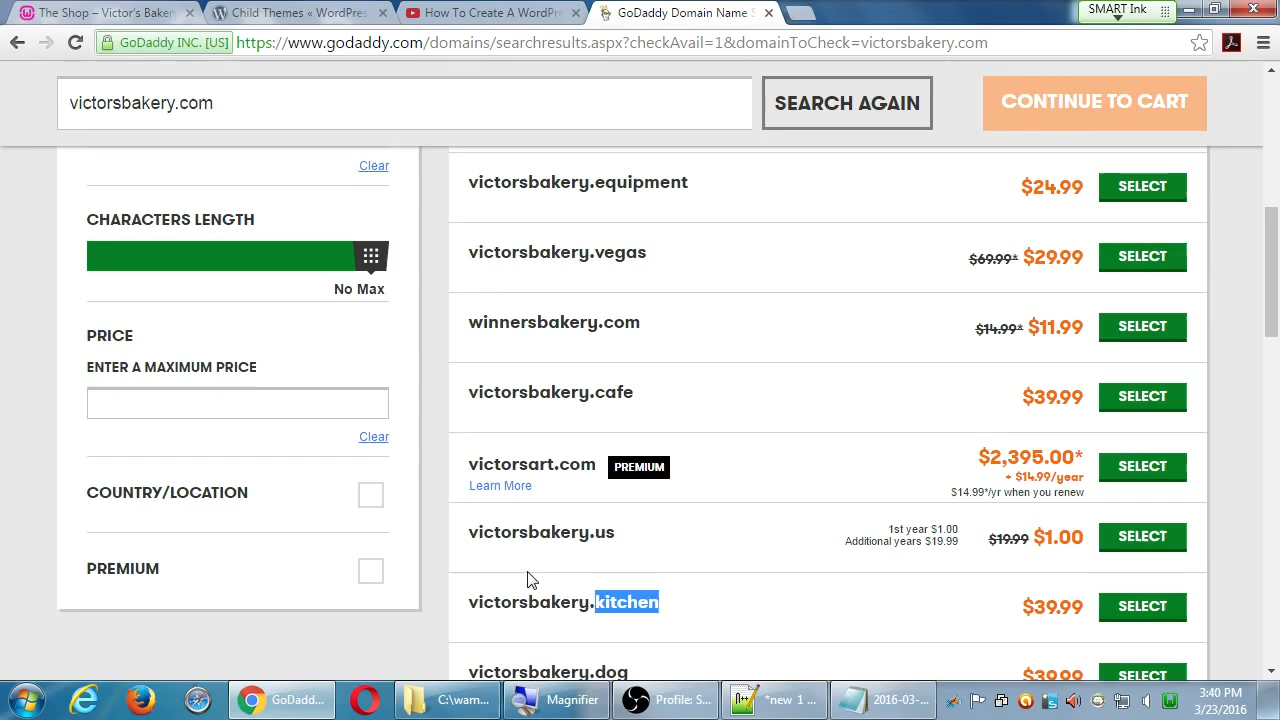 The Shop – Victor's Baker
Child Themes « WordPres
How To Create A WordPr
GoDaddy Domain Name S
SMART Ink
GoDaddy INC. [US]
https://www.godaddy.com/domains/searchresults.aspx?checkAvail=1&domainToCheck=victorsbakery.com
victorsbakery.com
SEARCH AGAIN
CONTINUE TO CART
Clear
CHARACTERS LENGTH
No Max
PRICE
ENTER A MAXIMUM PRICE
Clear
COUNTRY/LOCATION
PREMIUM
victorsbakery.equipment
$24.99
SELECT
victorsbakery.vegas
$69.99* $29.99
SELECT
winnersbakery.com
$14.99* $11.99
SELECT
victorsbakery.cafe
$39.99
SELECT
victorsart.com PREMIUM
Learn More
$2,395.00*
+ $14.99/year
$14.99*/yr when you renew
SELECT
victorsbakery.us
1st year $1.00
Additional years $19.99
$19.99 $1.00
SELECT
victorsbakery.kitchen
$39.99
SELECT
victorsbakery.dog
$39.99
SELECT
GoDadd...
C:\wam...
Magnifier
Profile: S...
*new 1 ...
2016-03-...
3:40 PM
3/23/2016